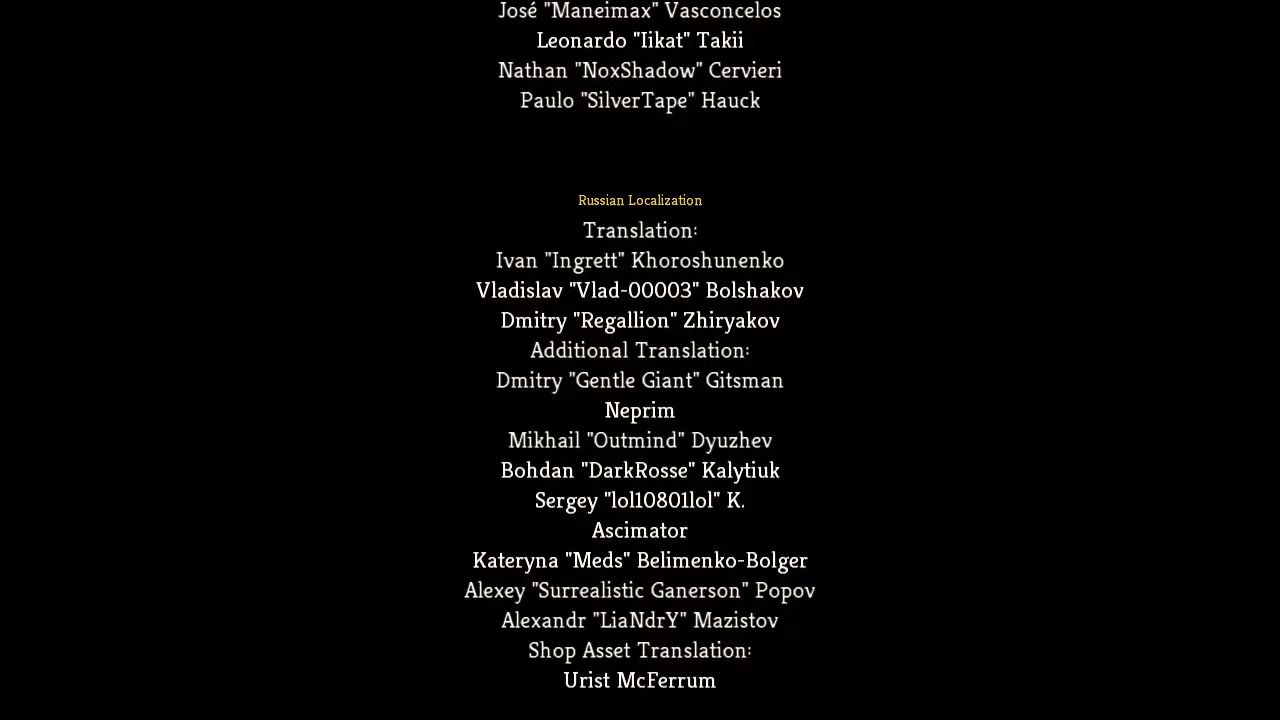 José "Maneimax" Vasconcelos
Leonardo "Iikat" Takii
Nathan "NoxShadow" Cervieri
Paulo "SilverTape" Hauck
Russian Localization
Translation:
Ivan "Ingrett" Khoroshunenko
Vladislav "Vlad-00003" Bolshakov
Dmitry "Regallion" Zhiryakov
Additional Translation:
Dmitry "Gentle Giant" Gitsman
Neprim
Mikhail "Outmind" Dyuzhev
Bohdan "DarkRosse" Kalytiuk
Sergey "lol10801lol" K.
Ascimator
Kateryna "Meds" Belimenko-Bolger
Alexey "Surrealistic Ganerson" Popov
Alexandr "LiaNdrY" Mazistov
Shop Asset Translation:
Urist McFerrum